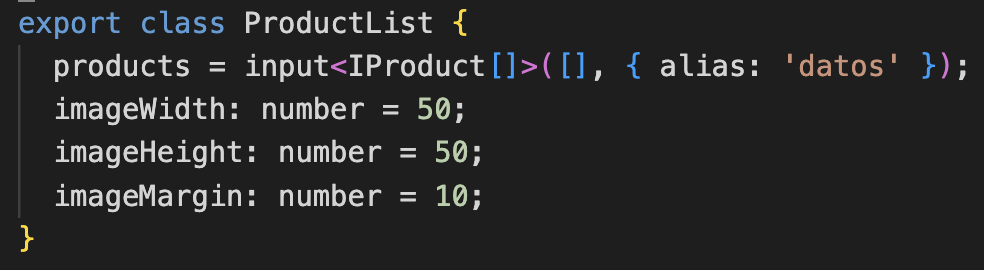 export class ProductList {
products = input<IProduct[]>([], { alias: 'datos' });
imageWidth: number = 50;
imageHeight: number = 50;
imageMargin: number = 10;
}